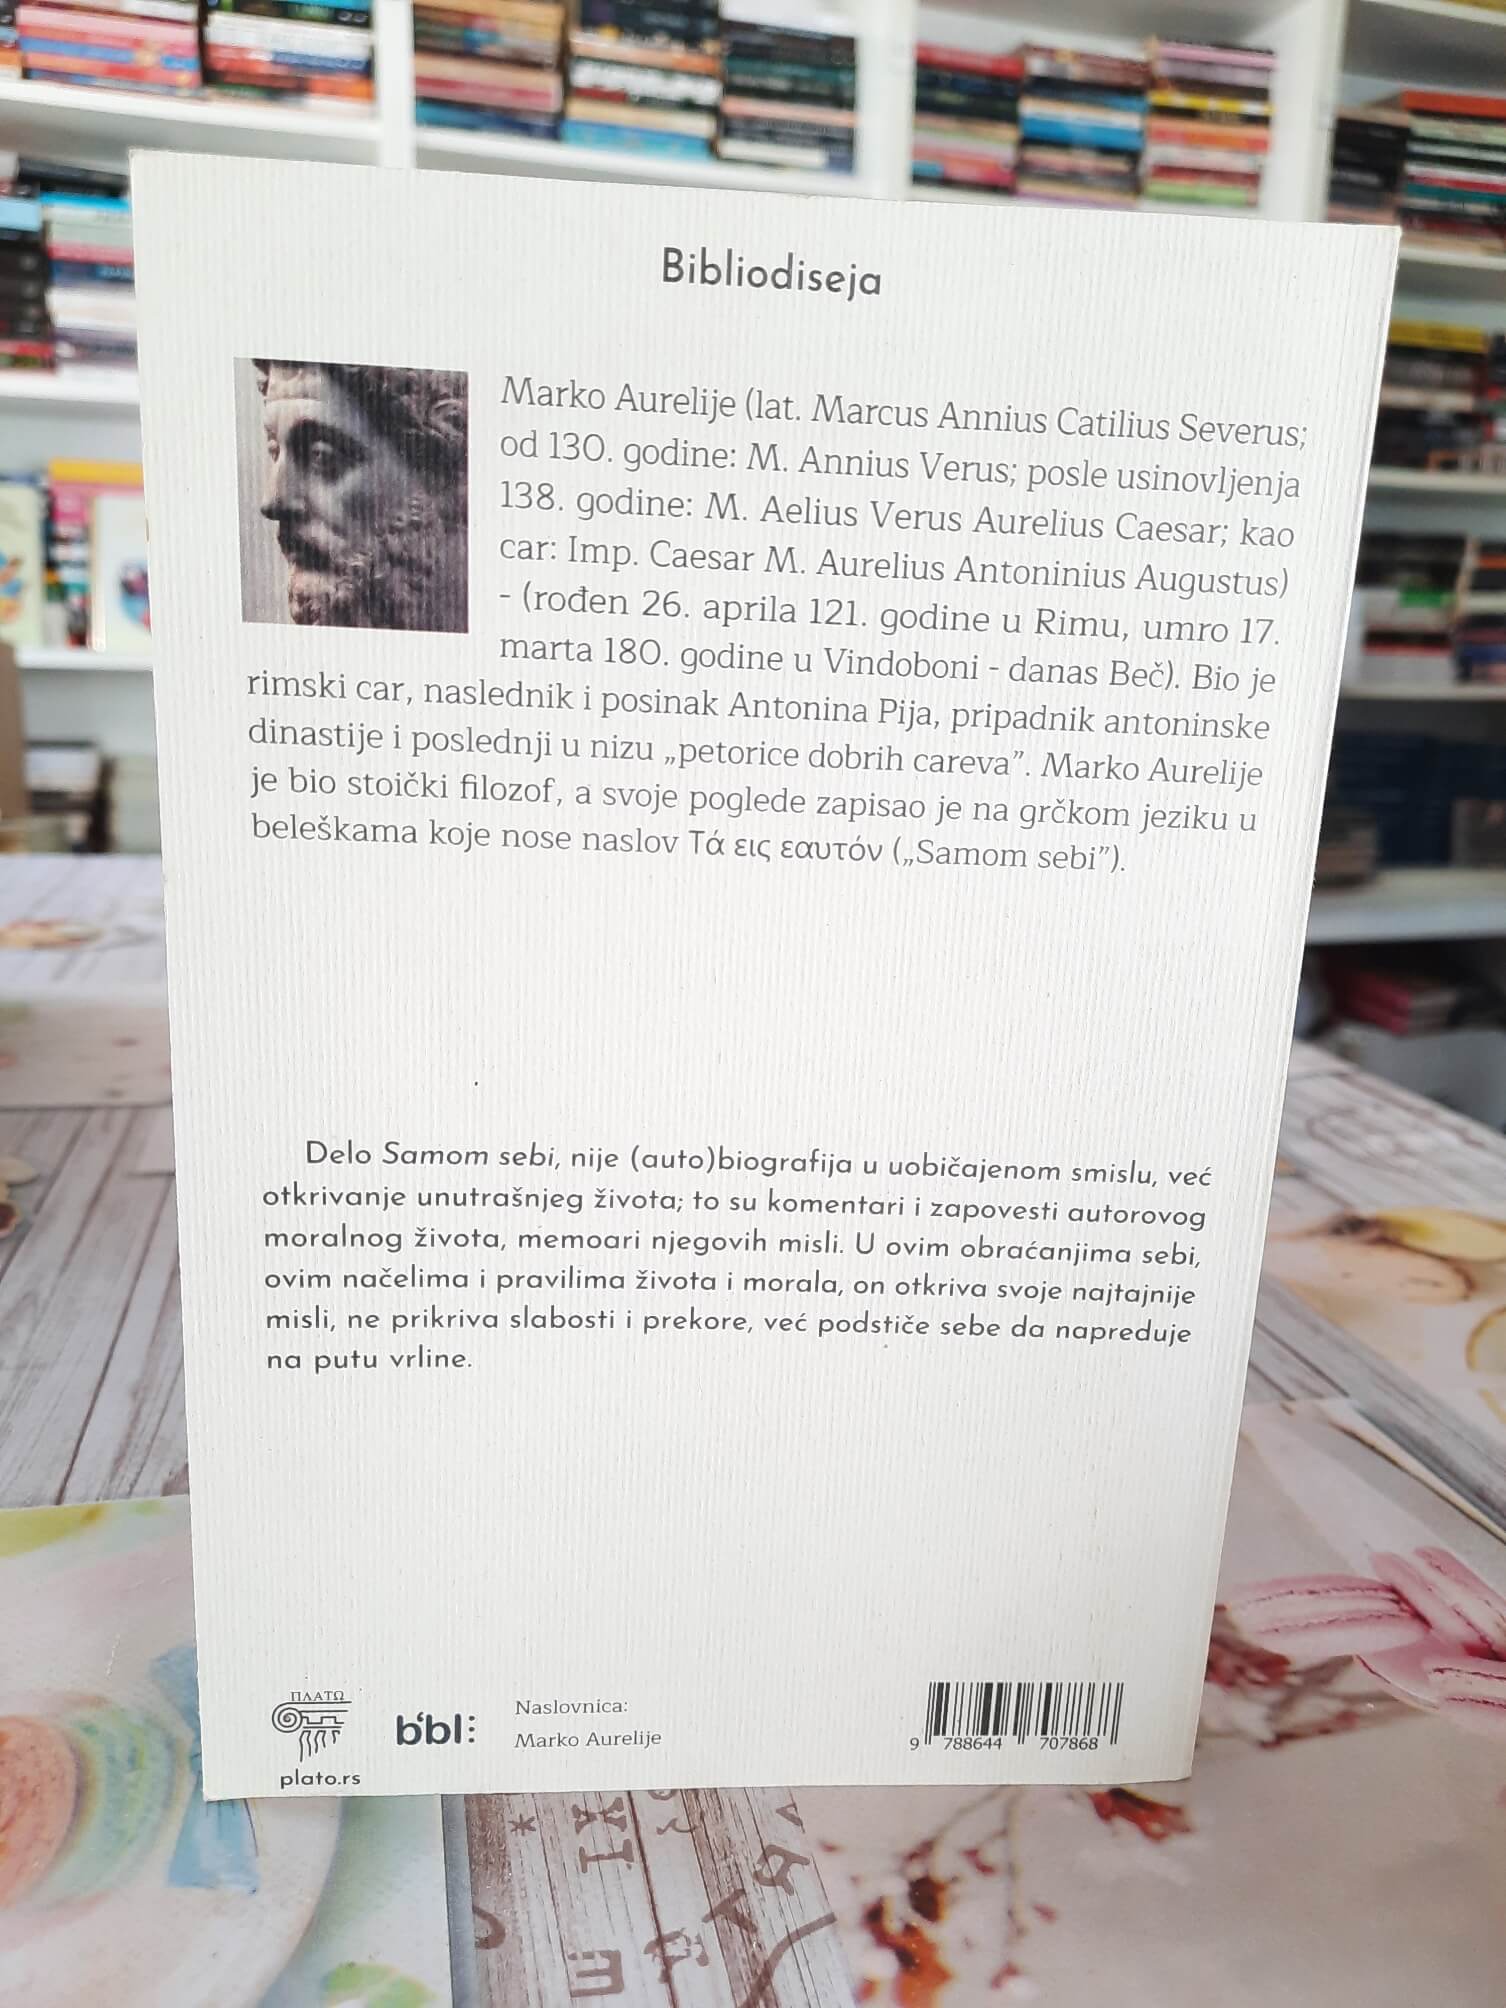 Bibliodiseja
Marko Aurelije (lat. Marcus Annius Catilius Severus;
od 130. godine: M. Annius Verus; posle usinovljenja
138. godine: M. Aelius Verus Aurelius Caesar; kao
car: Imp. Caesar M. Aurelius Antoninius Augustus)
- (rođen 26. aprila 121. godine u Rimu, umro 17.
marta 180. godine u Vindoboni - danas Beč). Bio je
rimski car, naslednik i posinak Antonina Pija, pripadnik antoninske
dinastije i poslednji u nizu „petorice dobrih careva”. Marko Aurelije
je bio stoički filozof, a svoje poglede zapisao je na grčkom jeziku u
beleškama koje nose naslov Τά εις εαυτόν („Samom sebi”).
Delo Samom sebi, nije (auto)biografija u uobičajenom smislu, već
otkrivanje unutrašnjeg života; to su komentari i zapovesti autorovog
moralnog života, memoari njegovih misli. U ovim obraćanjima sebi,
ovim načelima i pravilima života i morala, on otkriva svoje najtajnije
misli, ne prikriva slabosti i prekore, već podstiče sebe da napreduje
na putu vrline.
ΠΛΑΤΩ
plato.rs
b'bl:
Naslovnica:
Marko Aurelije
9 788644 707868